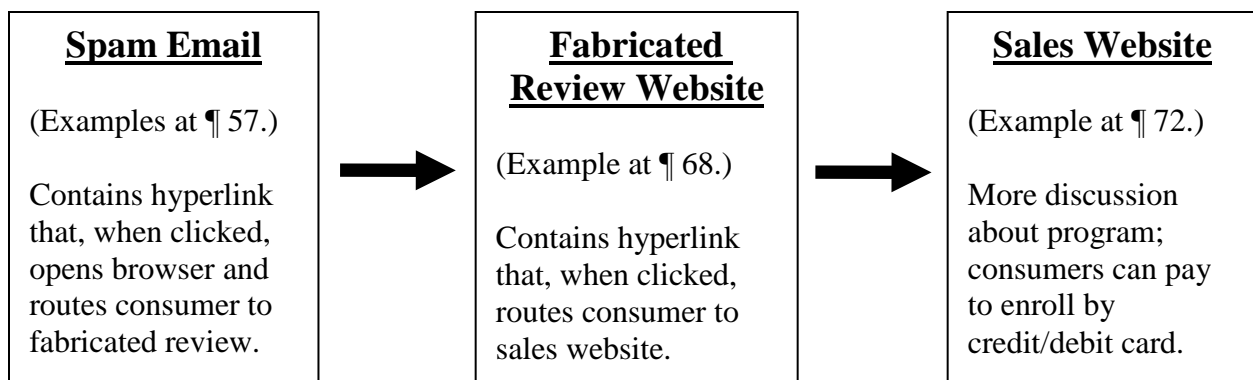 Spam Email
(Examples at ¶ 57.)
Contains hyperlink
that, when clicked,
opens browser and
routes consumer to
fabricated review.
Fabricated
Review Website
(Example at ¶ 68.)
Contains hyperlink
that, when clicked,
routes consumer to
sales website.
Sales Website
(Example at ¶ 72.)
More discussion
about program;
consumers can pay
to enroll by
credit/debit card.